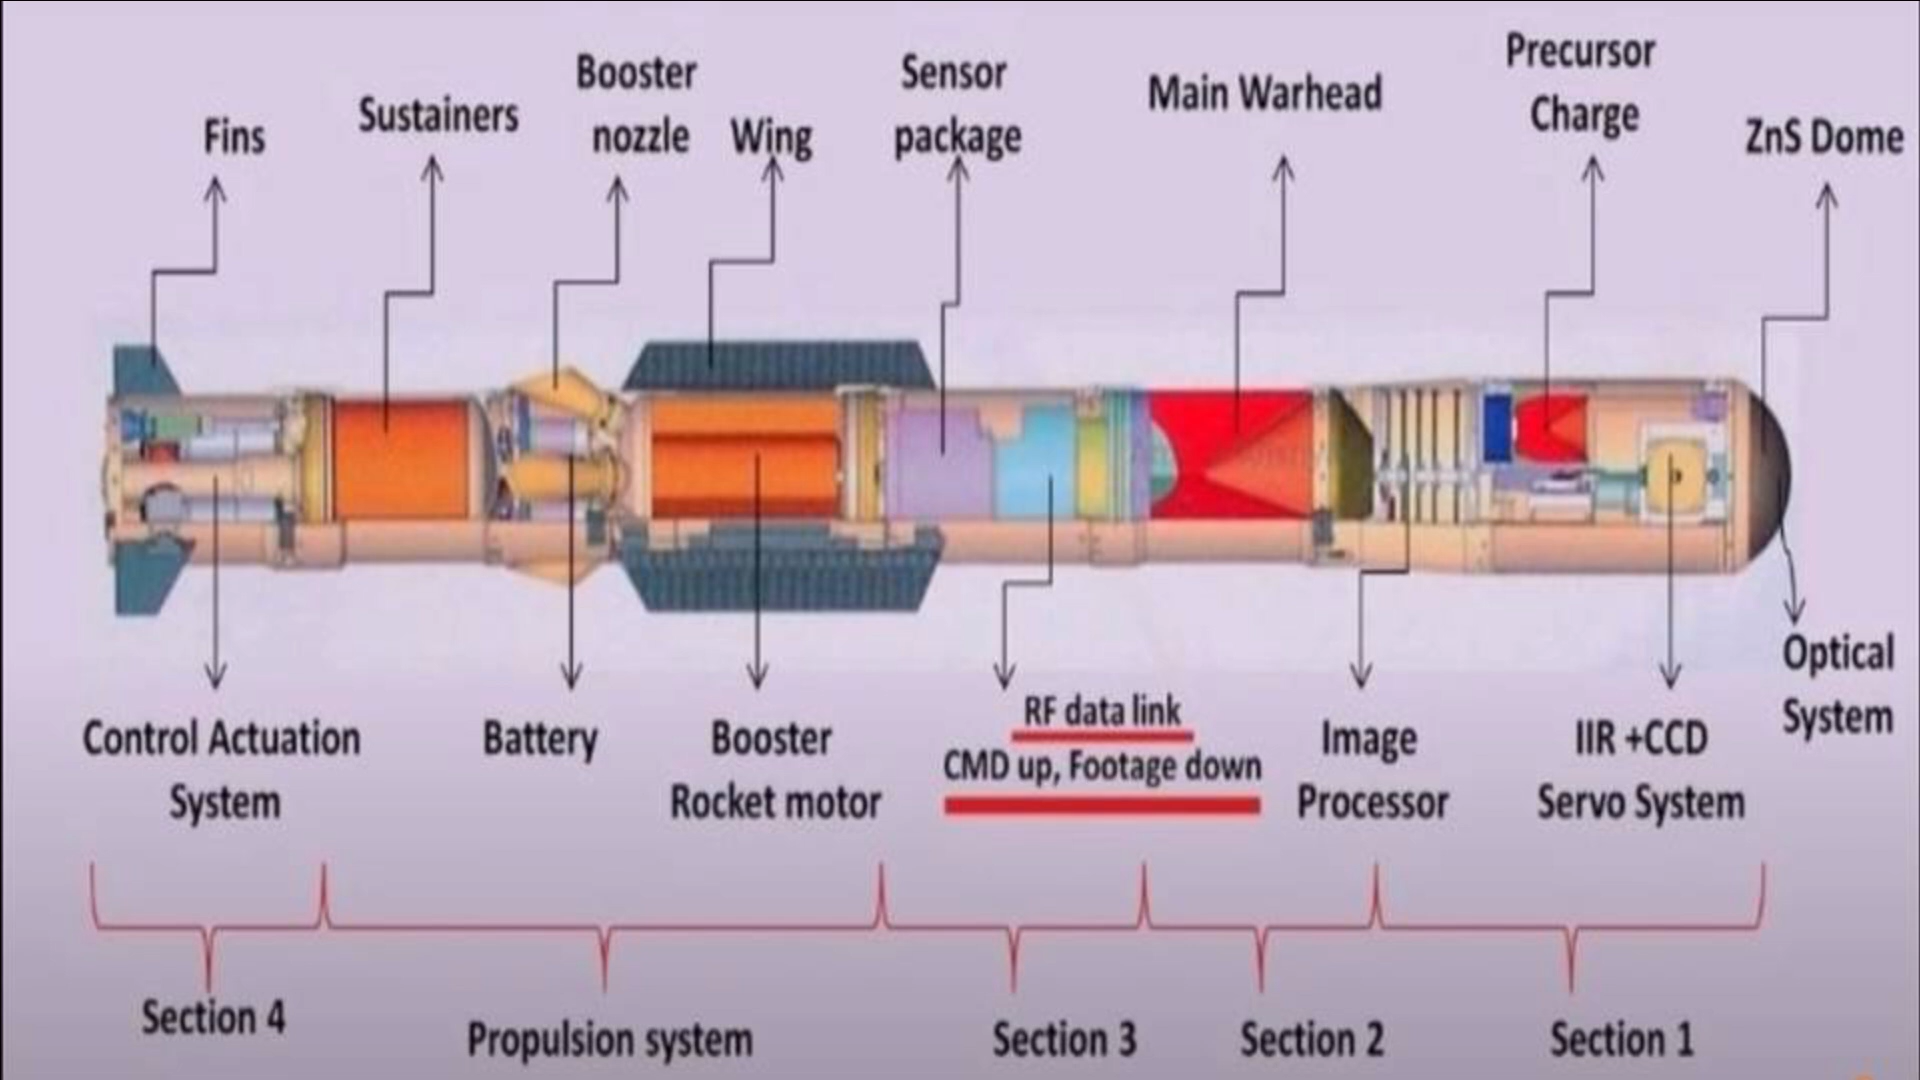 Fins
Sustainers
Booster
nozzle
Wing
Sensor
package
Main Warhead
Precursor
Charge
ZnS Dome
Control Actuation
System
Battery
Booster
Rocket motor
RF data link
CMD up, Footage down
Image
Processor
IIR +CCD
Servo System
Optical
System
Section 4
Propulsion system
Section 3
Section 2
Section 1